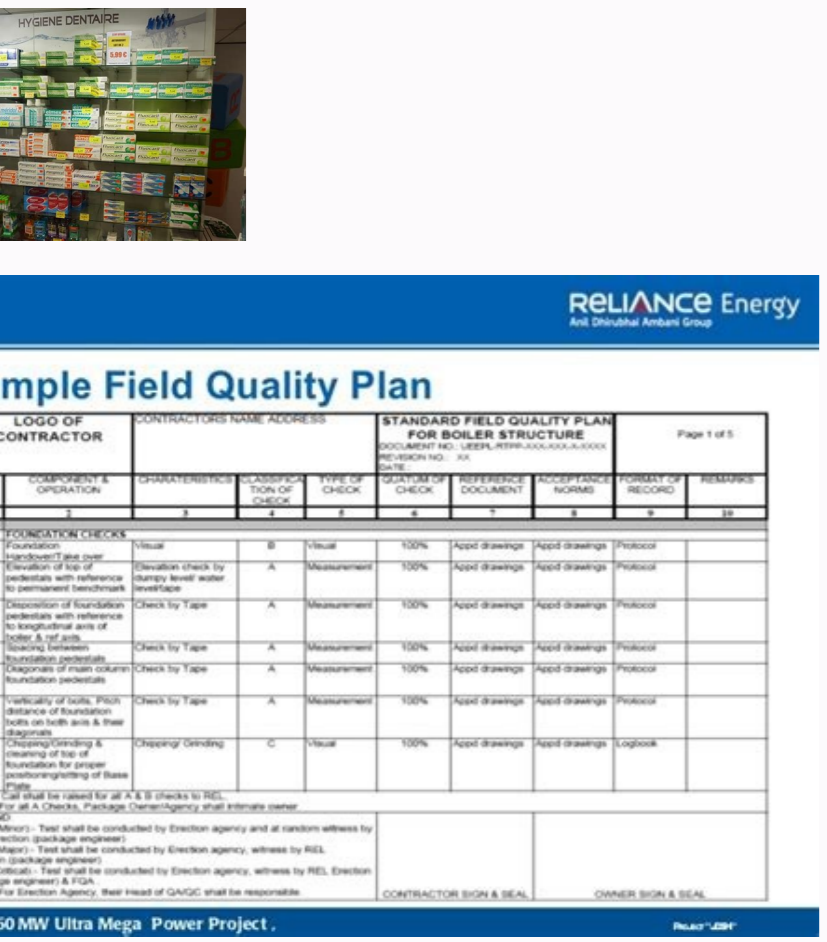 HYGIENE DENTAIRE
5,99 €
RELIANCE Energy
Anil Dhirubhai Ambani Group
mple Field Quality Plan
LOGO OF
CONTRACTOR
CONTRACTORS NAME ADDRESS
STANDARD FIELD QUALITY PLAN
FOR BOILER STRUCTURE
DOCUMENT NO.: UEEPL-RTPP-XXX-XXX-X-XXXX
REVISION NO.: XX
DATE:
Page 1 of 5
COMPONENT & OPERATION CHARATERISTICS CLASSIFICA TION OF CHECK TYPE OF CHECK QUATUM OF CHECK REFERENCE DOCUMENT ACCEPTANCE NORMS FORMAT OF RECORD REMARKS
2 3 4 5 6 7 8 9 10
FOUNDATION CHECKS
Foundation Handover/Take over Visual B Visual 100% Appd drawings Appd drawings Protocol
Elevation of top of pedestals with reference to permanent benchmark Elevation check by dumpy level/ water level/tape A Measurement 100% Appd drawings Appd drawings Protocol
Disposition of foundation pedestals with reference to longitudinal axis of boiler & ref axis Check by Tape A Measurement 100% Appd drawings Appd drawings Protocol
Spacing between foundation pedestals Check by Tape A Measurement 100% Appd drawings Appd drawings Protocol
Diagonals of main column foundation pedestals Check by Tape A Measurement 100% Appd drawings Appd drawings Protocol
Verticality of bolts, Pitch distance of foundation bolts on both axis & their diagonals Check by Tape A Measurement 100% Appd drawings Appd drawings Protocol
Chipping/Grinding & cleaning of top of foundation for proper positioning/sitting of Base Plate Chipping/ Grinding C Visual 100% Appd drawings Appd drawings Logbook
Call shall be raised for all A & B checks to REL.
For all A Checks, Package Owner/Agency shall intimate owner
Minor) - Test shall be conducted by Erection agency and at random witness by
ection (package engineer)
Major) - Test shall be conducted by Erection agency, witness by REL
n (package engineer)
ritical) - Test shall be conducted by Erection agency, witness by REL Erection
ge engineer) & FQA .
For Erection Agency, their Head of QA/QC shall be responsible.
CONTRACTOR SIGN & SEAL
OWNER SIGN & SEAL
60 MW Ultra Mega Power Project ,